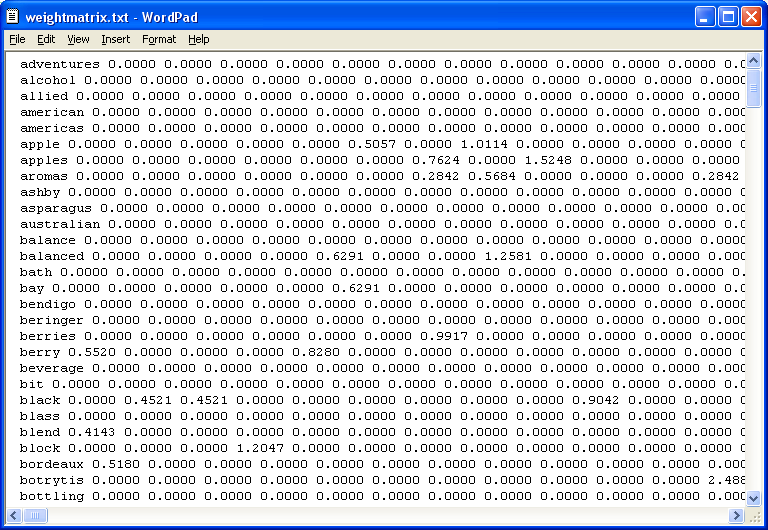 weightmatrix.txt - WordPad
File Edit View Insert Format Help
adventures 0.0000 0.0000 0.0000 0.0000 0.0000 0.0000 0.0000 0.0000 0.0000 0.0000 0.0000 0.0
alcohol 0.0000 0.0000 0.0000 0.0000 0.0000 0.0000 0.0000 0.0000 0.0000 0.0000 0.0000 0.0000
allied 0.0000 0.0000 0.0000 0.0000 0.0000 0.0000 0.0000 0.0000 0.0000 0.0000 0.0000 0.0000
american 0.0000 0.0000 0.0000 0.0000 0.0000 0.0000 0.0000 0.0000 0.0000 0.0000 0.0000 0.000
americas 0.0000 0.0000 0.0000 0.0000 0.0000 0.0000 0.0000 0.0000 0.0000 0.0000 0.0000 0.000
apple 0.0000 0.0000 0.0000 0.0000 0.0000 0.5057 0.0000 1.0114 0.0000 0.0000 0.0000 0.0000
apples 0.0000 0.0000 0.0000 0.0000 0.0000 0.0000 0.7624 0.0000 1.5248 0.0000 0.0000 0.0000
aromas 0.0000 0.0000 0.0000 0.0000 0.0000 0.0000 0.2842 0.5684 0.0000 0.0000 0.0000 0.2842
ashby 0.0000 0.0000 0.0000 0.0000 0.0000 0.0000 0.0000 0.0000 0.0000 0.0000 0.0000 0.0000
asparagus 0.0000 0.0000 0.0000 0.0000 0.0000 0.0000 0.0000 0.0000 0.0000 0.0000 0.0000 0.00
australian 0.0000 0.0000 0.0000 0.0000 0.0000 0.0000 0.0000 0.0000 0.0000 0.0000 0.0000 0.0
balance 0.0000 0.0000 0.0000 0.0000 0.0000 0.0000 0.0000 0.0000 0.0000 0.0000 0.0000 0.0000
balanced 0.0000 0.0000 0.0000 0.0000 0.6291 0.0000 0.0000 1.2581 0.0000 0.0000 0.0000 0.000
bath 0.0000 0.0000 0.0000 0.0000 0.0000 0.0000 0.0000 0.0000 0.0000 0.0000 0.0000 0.0000 0.
bay 0.0000 0.0000 0.0000 0.0000 0.0000 0.6291 0.0000 0.0000 0.0000 0.0000 0.0000 0.0000 0.0
bendigo 0.0000 0.0000 0.0000 0.0000 0.0000 0.0000 0.0000 0.0000 0.0000 0.0000 0.0000 0.0000
beringer 0.0000 0.0000 0.0000 0.0000 0.0000 0.0000 0.0000 0.0000 0.0000 0.0000 0.0000 0.000
berries 0.0000 0.0000 0.0000 0.0000 0.0000 0.0000 0.9917 0.0000 0.0000 0.0000 0.0000 0.0000
berry 0.5520 0.0000 0.0000 0.0000 0.8280 0.0000 0.0000 0.0000 0.0000 0.0000 0.0000 0.0000
beverage 0.0000 0.0000 0.0000 0.0000 0.0000 0.0000 0.0000 0.0000 0.0000 0.0000 0.0000 0.000
bit 0.0000 0.0000 0.0000 0.0000 0.0000 0.0000 0.0000 0.0000 0.0000 0.0000 0.0000 0.0000 0.0
black 0.0000 0.4521 0.4521 0.0000 0.0000 0.0000 0.0000 0.0000 0.0000 0.9042 0.0000 0.0000
blass 0.0000 0.0000 0.0000 0.0000 0.0000 0.0000 0.0000 0.0000 0.0000 0.0000 0.0000 0.0000
blend 0.4143 0.0000 0.0000 0.0000 0.0000 0.0000 0.0000 0.0000 0.0000 0.0000 0.0000 0.0000
block 0.0000 0.0000 0.0000 1.2047 0.0000 0.0000 0.0000 0.0000 0.0000 0.0000 0.0000 0.0000
bordeaux 0.5180 0.0000 0.0000 0.0000 0.0000 0.0000 0.0000 0.0000 0.0000 0.0000 0.0000 0.000
botrytis 0.0000 0.0000 0.0000 0.0000 0.0000 0.0000 0.0000 0.0000 0.0000 0.0000 0.0000 2.488
bottling 0.0000 0.0000 0.0000 0.0000 0.0000 0.0000 0.0000 0.0000 0.0000 0.0000 0.0000 0.000